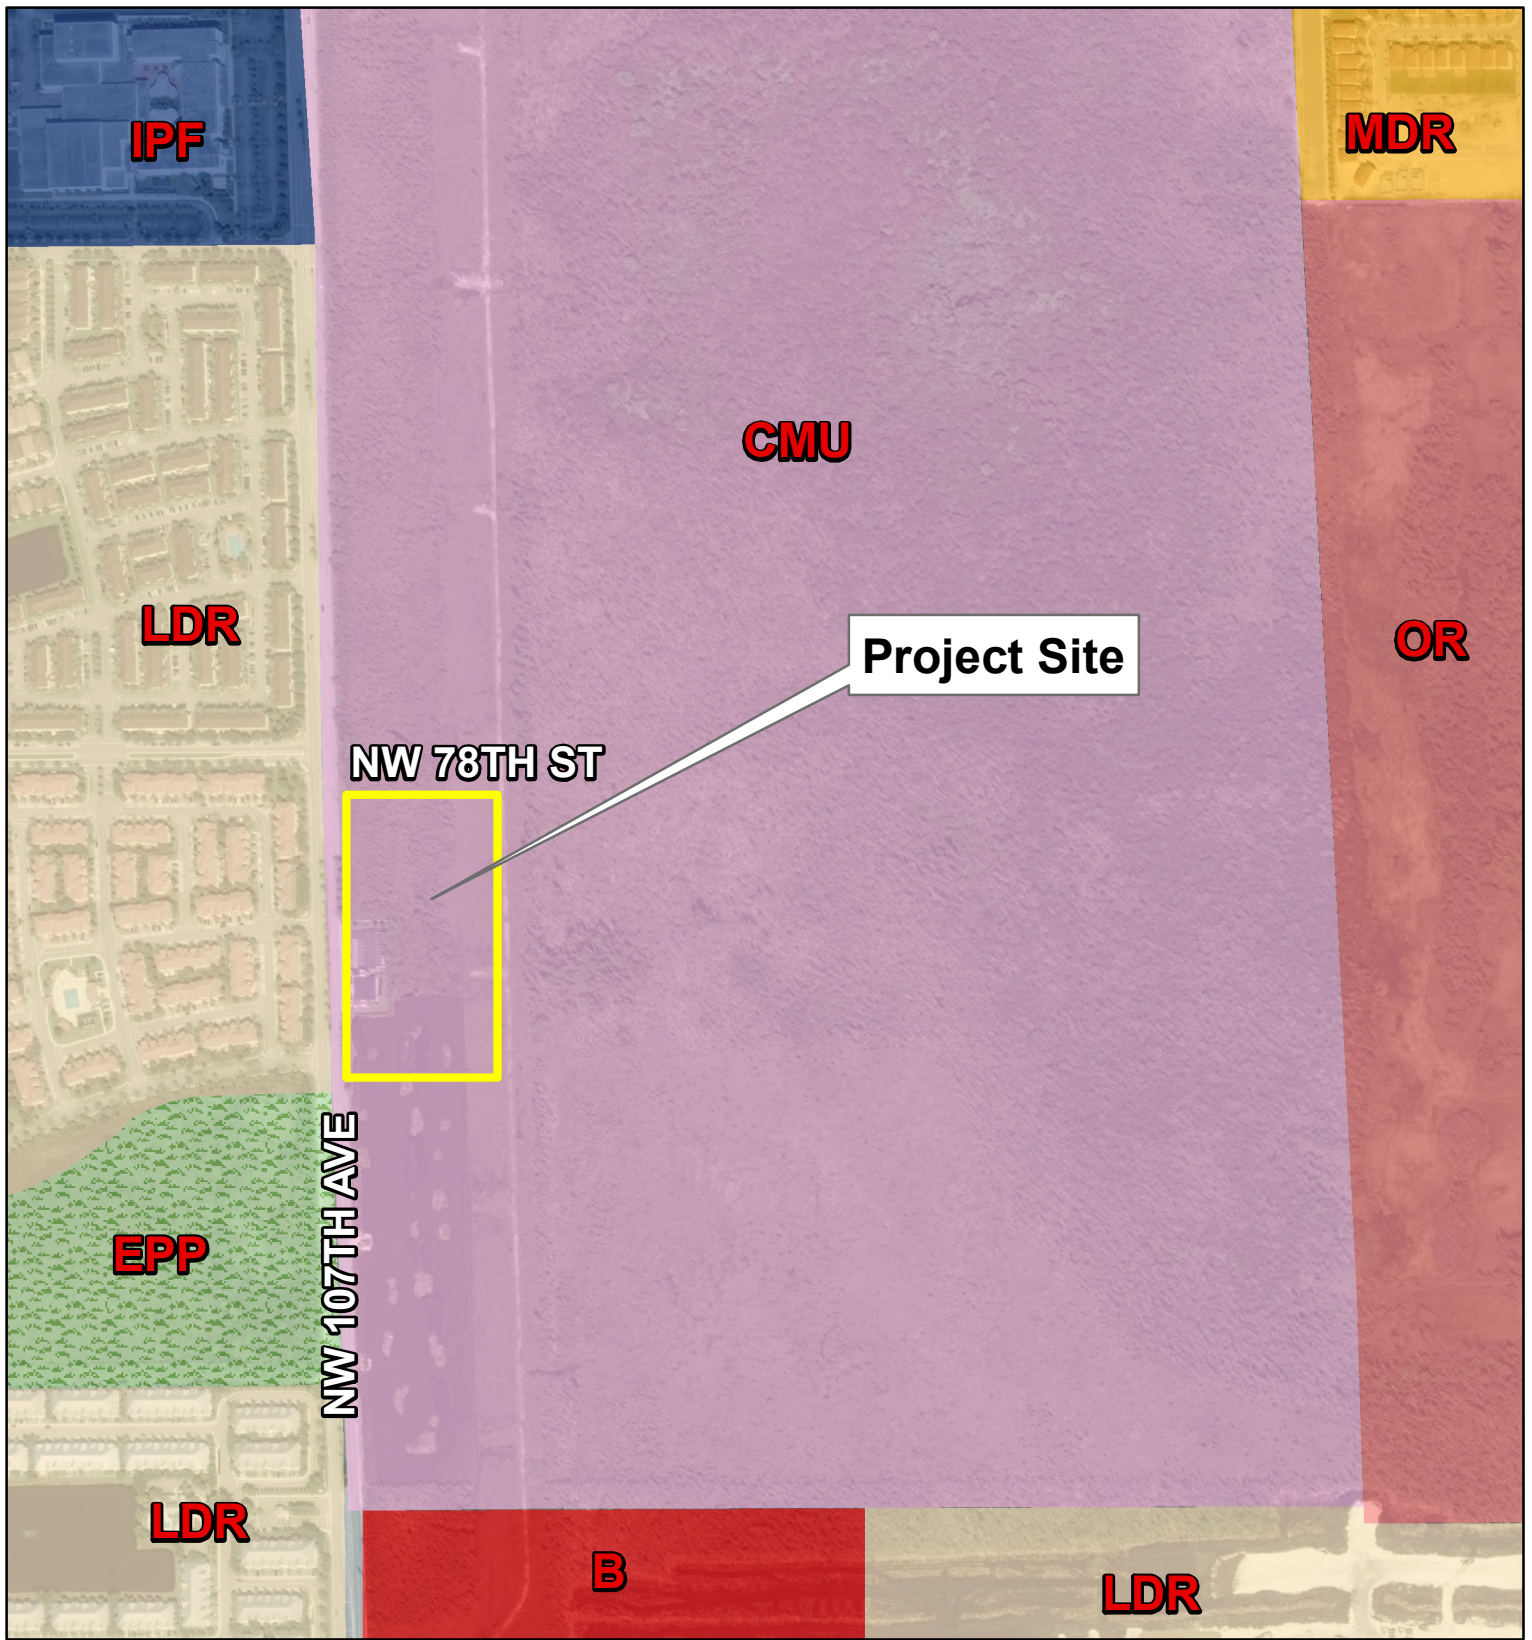 IPF
MDR
CMU
LDR
OR
Project Site
NW 78TH ST
EPP
NW 107TH AVE
LDR
B
LDR